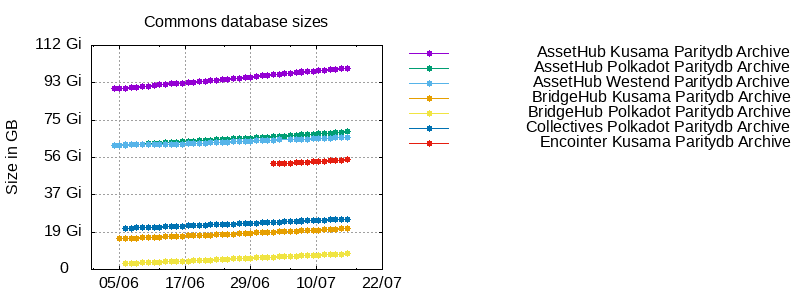 Commons database sizes
Size in GB
112 Gi
93 Gi
75 Gi
56 Gi
37 Gi
19 Gi
0
05/06 17/06 29/06 10/07 22/07
AssetHub Kusama Paritydb Archive
AssetHub Polkadot Paritydb Archive
AssetHub Westend Paritydb Archive
BridgeHub Kusama Paritydb Archive
BridgeHub Polkadot Paritydb Archive
Collectives Polkadot Paritydb Archive
Encointer Kusama Paritydb Archive